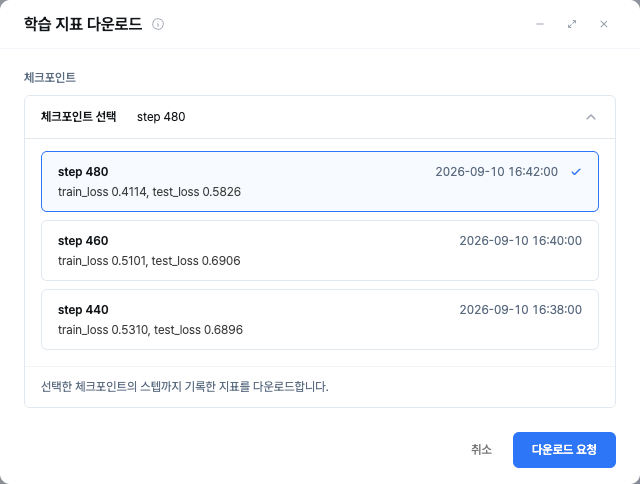 학습 지표 다운로드
체크포인트
체크포인트 선택 step 480
step 480 2026-09-10 16:42:00
train_loss 0.4114, test_loss 0.5826
step 460 2026-09-10 16:40:00
train_loss 0.5101, test_loss 0.6906
step 440 2026-09-10 16:38:00
train_loss 0.5310, test_loss 0.6896
선택한 체크포인트의 스텝까지 기록한 지표를 다운로드합니다.
취소 다운로드 요청